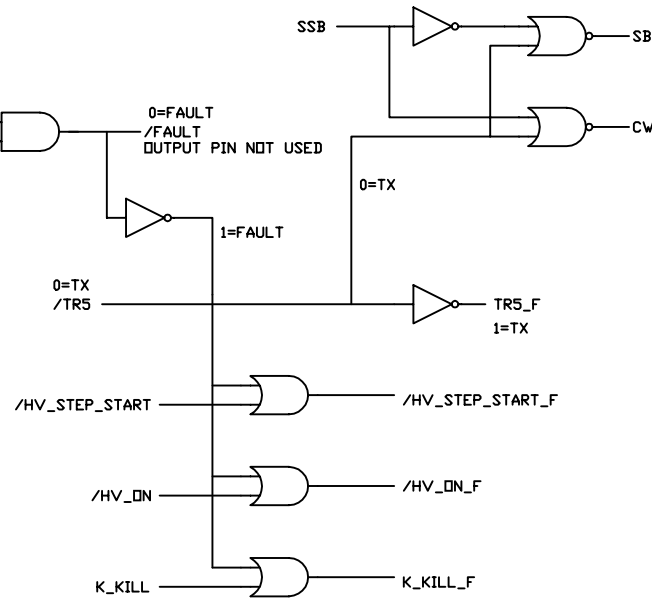 SSB
SB
0=FAULT
/FAULT
OUTPUT PIN NOT USED
CW
0=TX
1=FAULT
0=TX
/TR5
TR5_F
1=TX
/HV_STEP_START
/HV_STEP_START_F
/HV_ON
/HV_ON_F
K_KILL
K_KILL_F